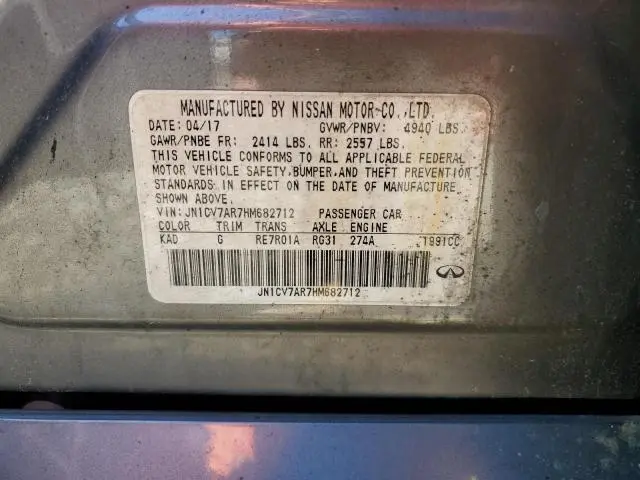 MANUFACTURED BY NISSAN MOTOR CO.,LTD.
DATE: 04/17 GVWR/PNBV: 4940 LBS.
GAWR/PNBE FR: 2414 LBS. RR: 2557 LBS.
THIS VEHICLE CONFORMS TO ALL APPLICABLE FEDERAL
MOTOR VEHICLE SAFETY,BUMPER,AND THEFT PREVENTION
STANDARDS IN EFFECT ON THE DATE OF MANUFACTURE
SHOWN ABOVE.
VIN: JN1CV7AR7HM682712 PASSENGER CAR
COLOR TRIM TRANS AXLE ENGINE
KAD G RE7R01A RG31 274A 1991CC
JN1CV7AR7HM682712